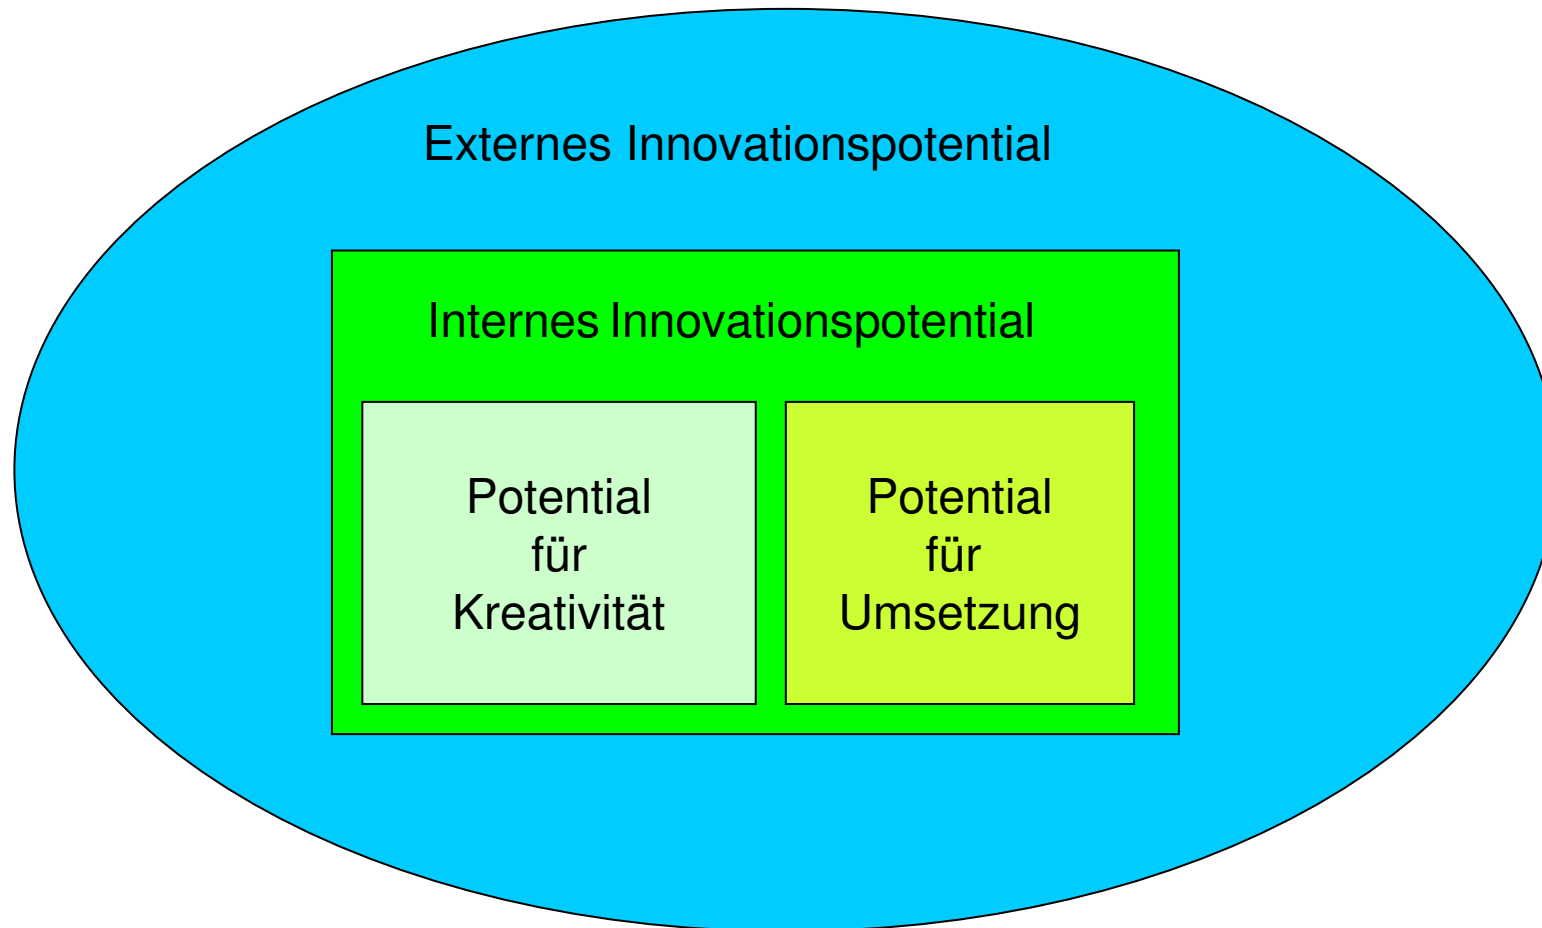 Externes Innovationspotential
Internes Innovationspotential
Potential
für
Kreativität
Potential
für
Umsetzung